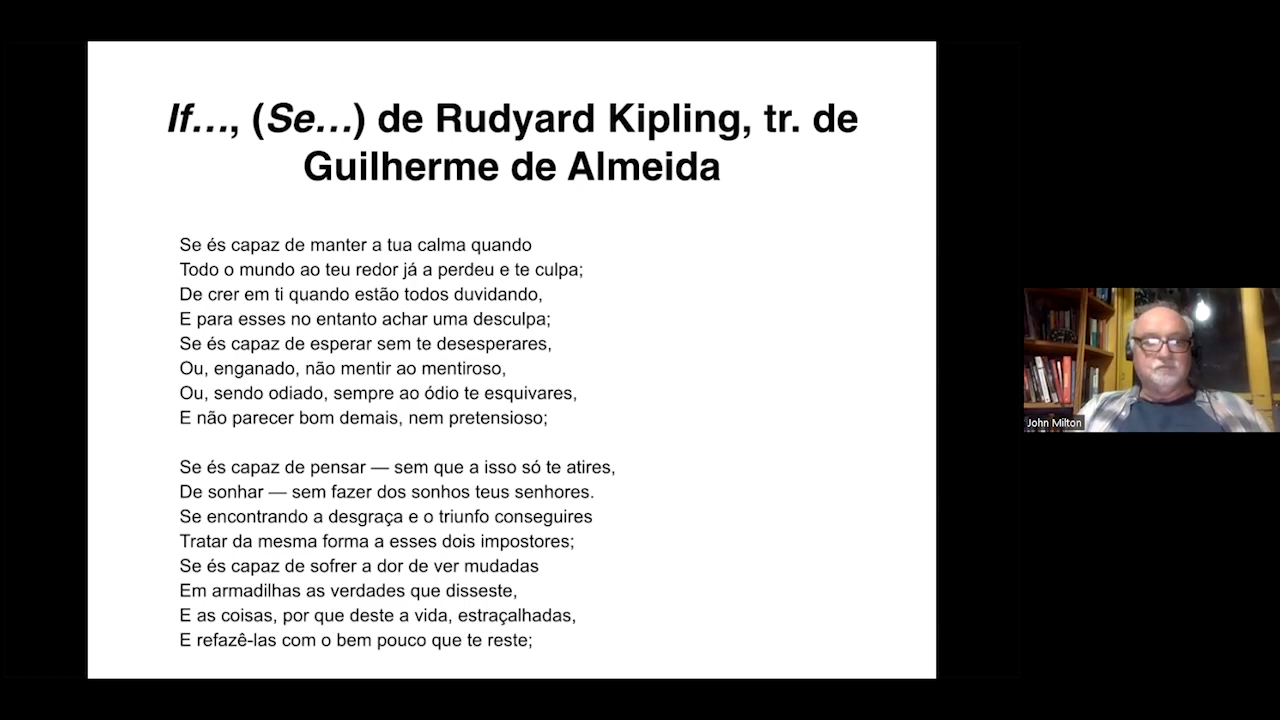 If…, (Se…) de Rudyard Kipling, tr. de
Guilherme de Almeida
Se és capaz de manter a tua calma quando
Todo o mundo ao teu redor já a perdeu e te culpa;
De crer em ti quando estão todos duvidando,
E para esses no entanto achar uma desculpa;
Se és capaz de esperar sem te desesperares,
Ou, enganado, não mentir ao mentiroso,
Ou, sendo odiado, sempre ao ódio te esquivares,
E não parecer bom demais, nem pretensioso;
Se és capaz de pensar — sem que a isso só te atires,
De sonhar — sem fazer dos sonhos teus senhores.
Se encontrando a desgraça e o triunfo conseguires
Tratar da mesma forma a esses dois impostores;
Se és capaz de sofrer a dor de ver mudadas
Em armadilhas as verdades que disseste,
E as coisas, por que deste a vida, estraçalhadas,
E refazê-las com o bem pouco que te reste;
John Milton